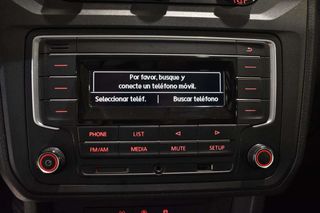 Por favor, busque y
conecte un teléfono móvil.
Seleccionar teléf. Buscar teléfono
PHONE LIST
FM/AM MEDIA MUTE SETUP